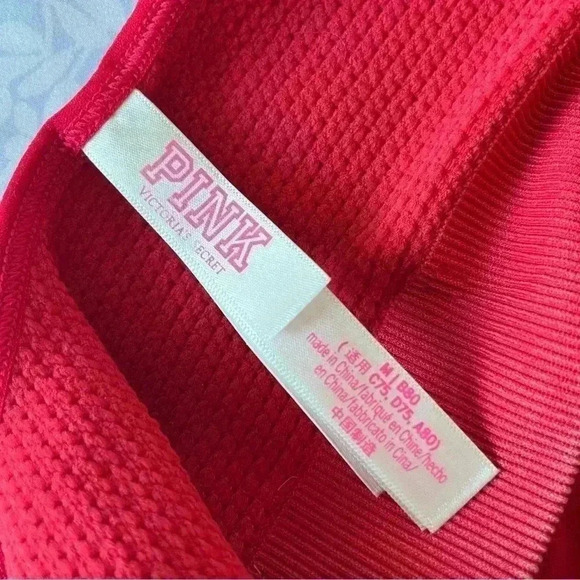 PINK
VICTORIA'S SECRET
M B80
(适用 C75, D75, A80)
made in China/fabriqué en Chine/hecho
en China/fabbricato in Cina/
中国制造